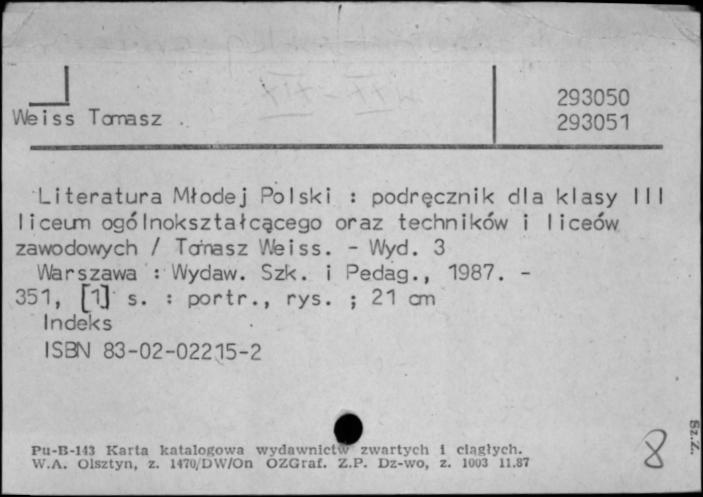 293050
Weiss Tomasz .
293051
Literatura Młodej Polski : podręcznik dla klasy III
liceum ogólnokształcącego oraz techników i liceów
zawodowych / Tomasz Weiss. - Wyd. 3
Warszawa : Wydaw. Szk. i Pedag., 1987. -
351, [1] s. : portr., rys. ; 21 cm
Indeks
ISBN 83-02-02215-2
Pu-B-143 Karta katalogowa wydawnictw zwartych i ciągłych.
W.A. Olsztyn, z. 1470/DW/On OZGraf. Z.P. Dz-wo, z. 1003 11.87
8
Sz.Z.